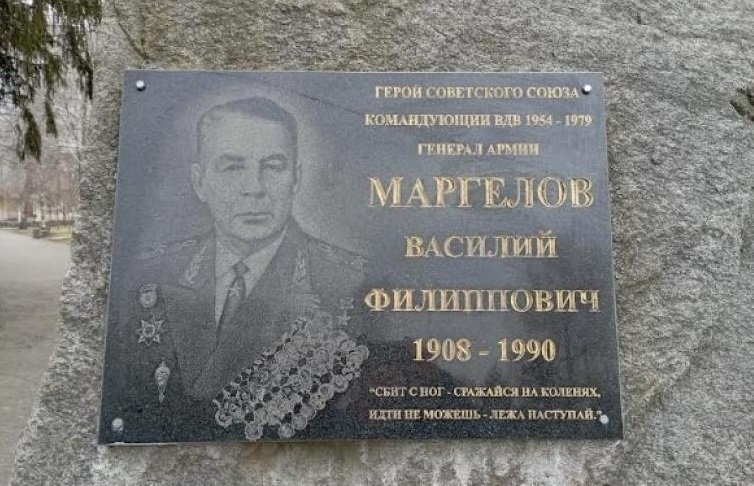 ГЕРОЙ СОВЕТСКОГО СОЮЗА
КОМАНДУЮЩИЙ ВДВ 1954 - 1979
ГЕНЕРАЛ АРМИИ
МАРГЕЛОВ
ВАСИЛИЙ
ФИЛИППОВИЧ
1908 - 1990
"СБИТ С НОГ - СРАЖАЙСЯ НА КОЛЕНЯХ,
ИДТИ НЕ МОЖЕШЬ - ЛЕЖА НАСТУПАЙ."